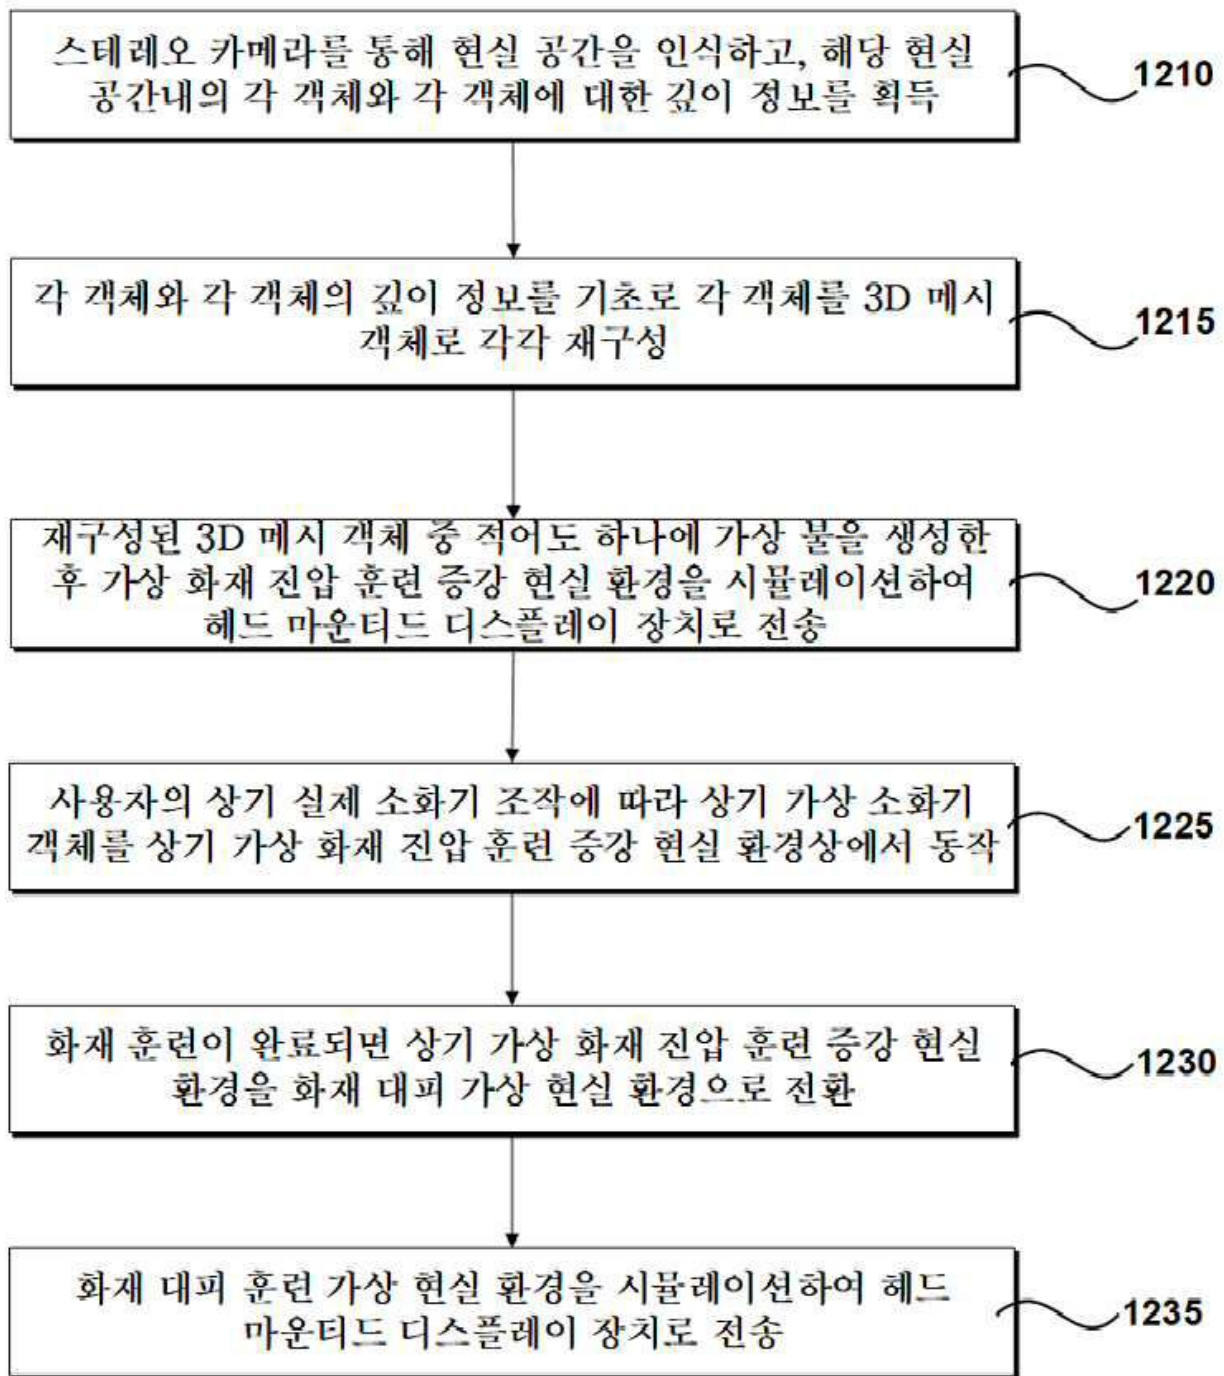 스테레오 카메라를 통해 현실 공간을 인식하고, 해당 현실
공간내의 각 객체와 각 객체에 대한 깊이 정보를 획득
1210
각 객체와 각 객체의 깊이 정보를 기초로 각 객체를 3D 메시
객체로 각각 재구성
1215
재구성된 3D 메시 객체 중 적어도 하나에 가상 불을 생성한
후 가상 화재 진압 훈련 증강 현실 환경을 시뮬레이션하여
헤드 마운티드 디스플레이 장치로 전송
1220
사용자의 상기 실제 소화기 조작에 따라 상기 가상 소화기
객체를 상기 가상 화재 진압 훈련 증강 현실 환경상에서 동작
1225
화재 훈련이 완료되면 상기 가상 화재 진압 훈련 증강 현실
환경을 화재 대피 가상 현실 환경으로 전환
1230
화재 대피 훈련 가상 현실 환경을 시뮬레이션하여 헤드
마운티드 디스플레이 장치로 전송
1235